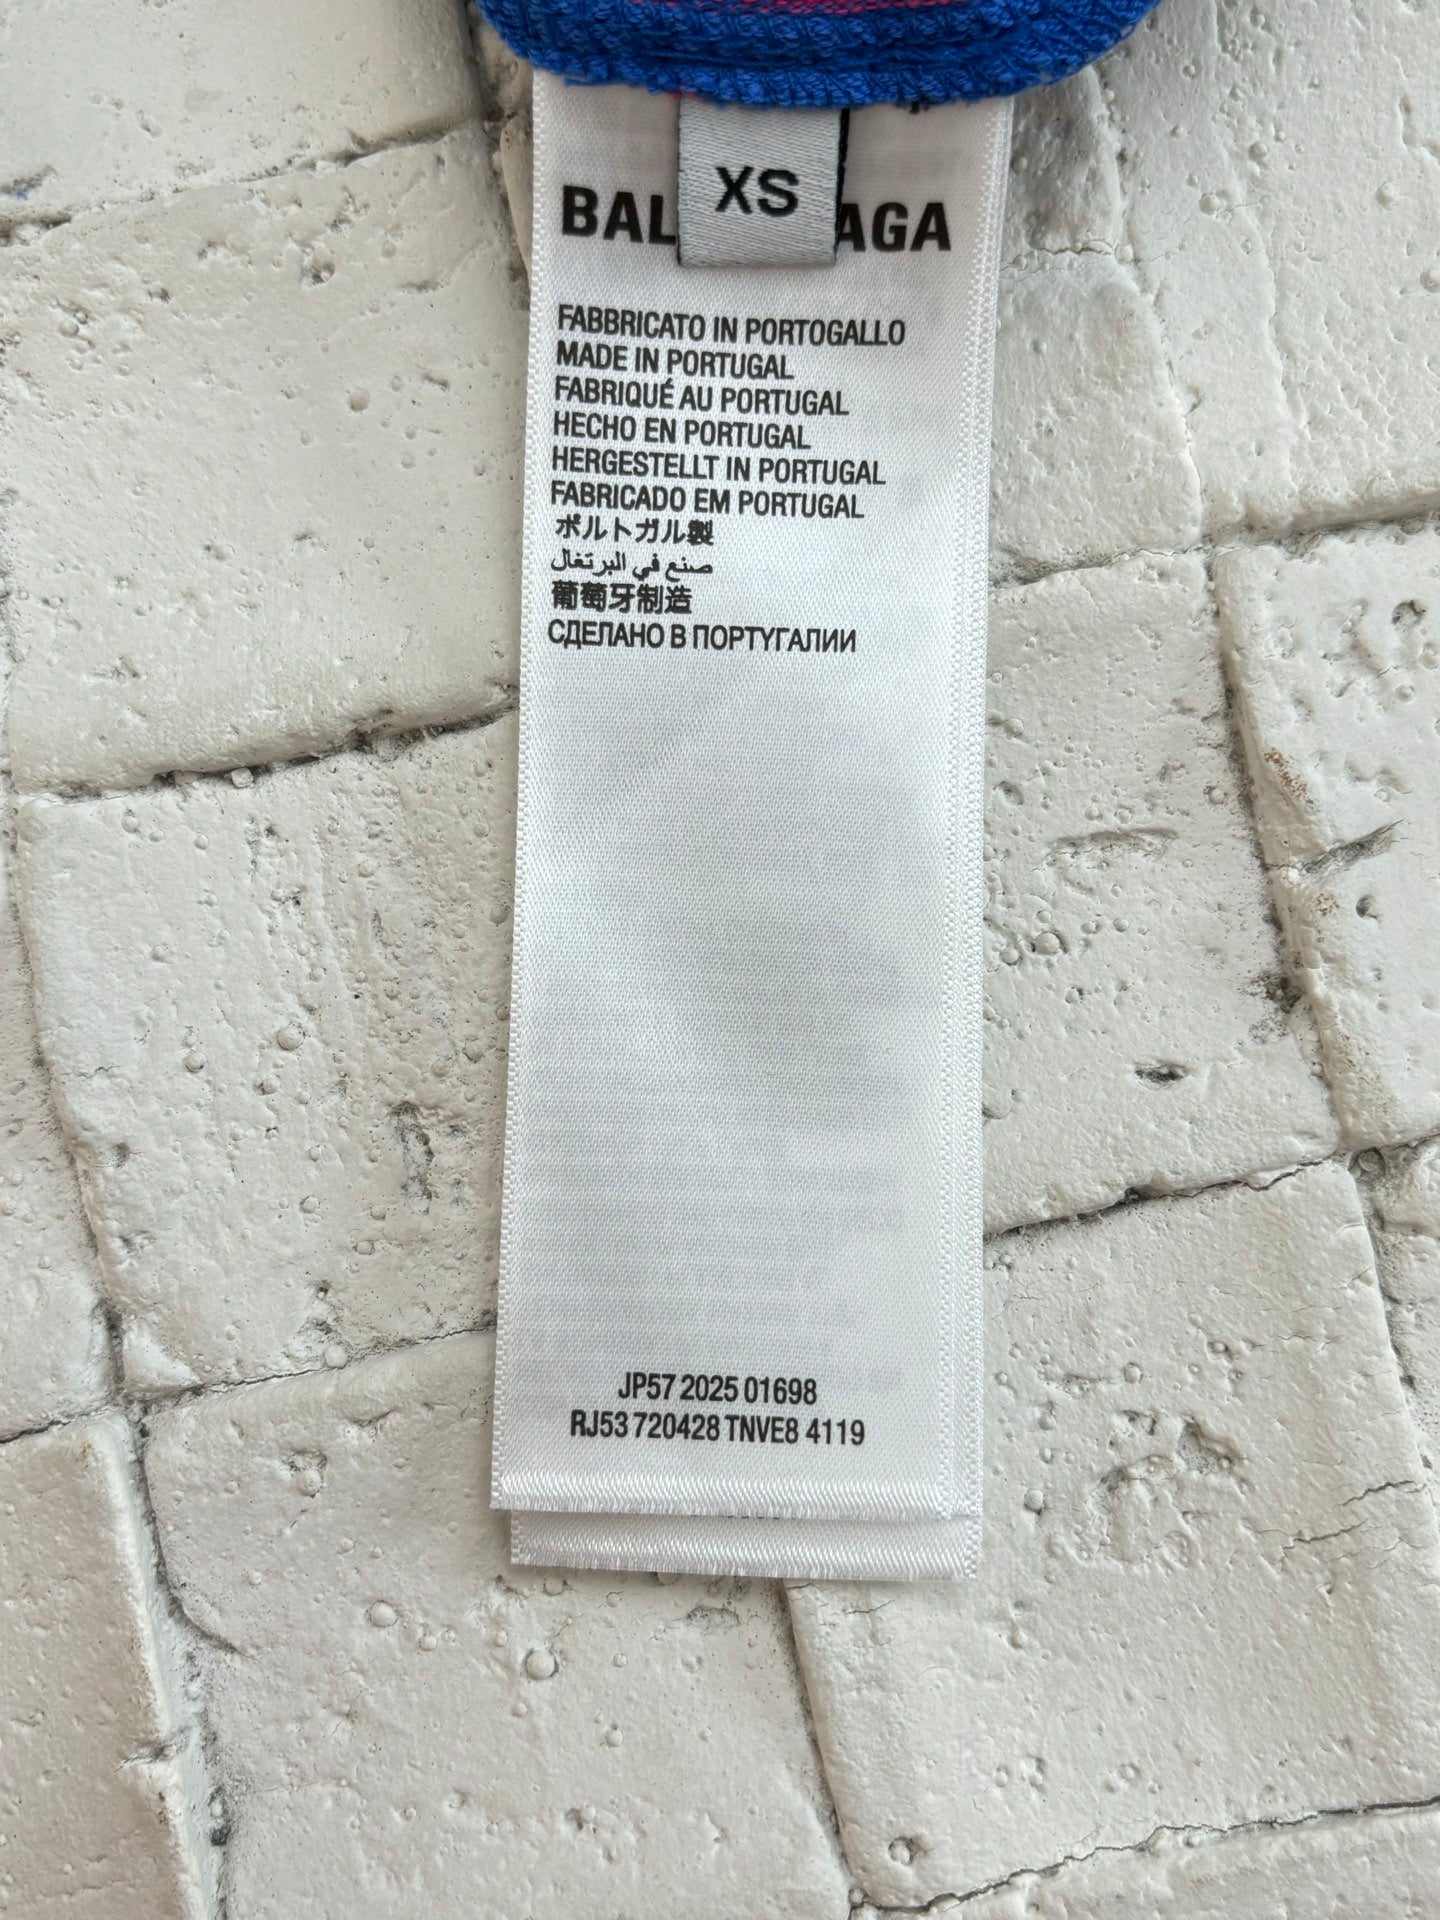 XS
BAL AGA
FABBRICATO IN PORTOGALLO
MADE IN PORTUGAL
FABRIQUÉ AU PORTUGAL
HECHO EN PORTUGAL
HERGESTELLT IN PORTUGAL
FABRICADO EM PORTUGAL
ポルトガル製
صنع في البرتغال
葡萄牙制造
СДЕЛАНО В ПОРТУГАЛИИ
JP57 2025 01698
RJ53 720428 TNVE8 4119